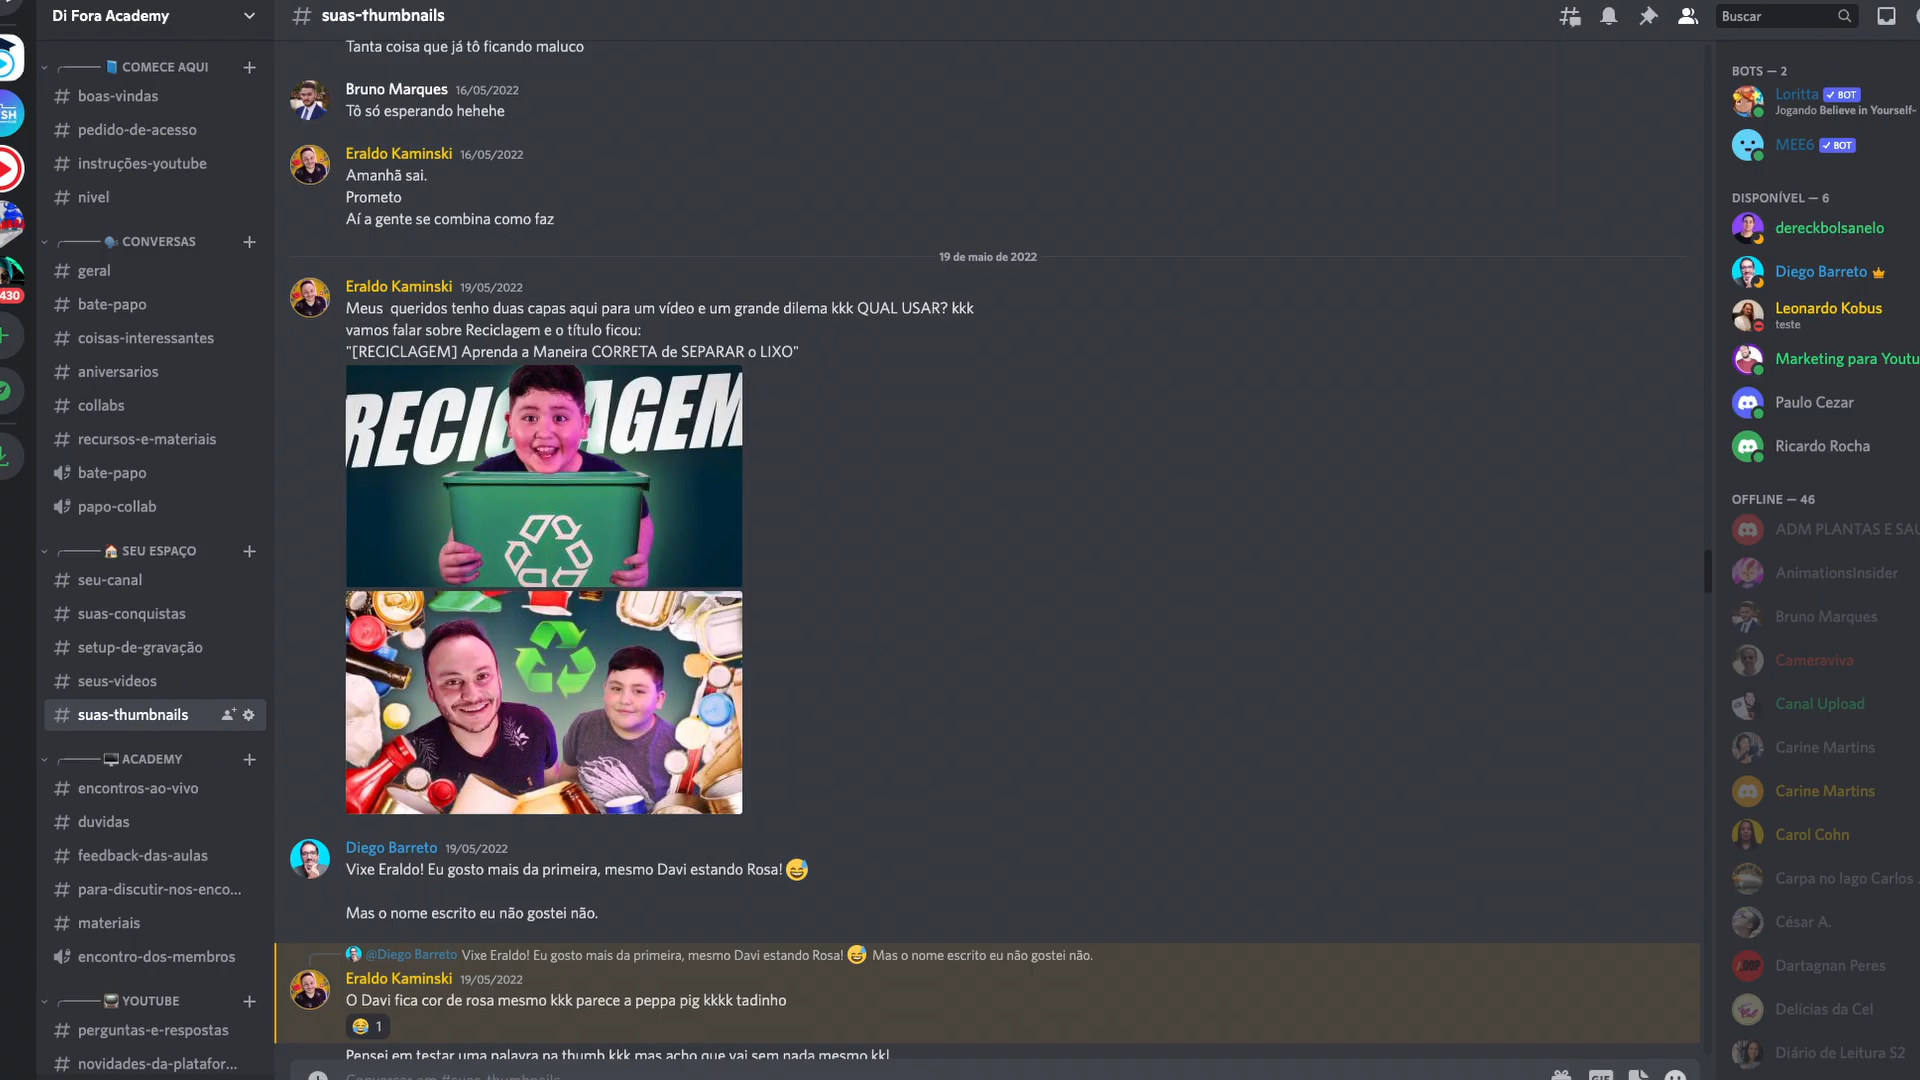 Di Fora Academy
COMECE AQUI
boas-vindas
pedido-de-acesso
instruções-youtube
nivel
CONVERSAS
geral
bate-papo
coisas-interessantes
aniversarios
collabs
recursos-e-materiais
bate-papo
papo-collab
SEU ESPAÇO
seu-canal
suas-conquistas
setup-de-gravação
seus-videos
suas-thumbnails
ACADEMY
encontros-ao-vivo
duvidas
feedback-das-aulas
para-discutir-nos-enco...
materiais
encontro-dos-membros
YOUTUBE
perguntas-e-respostas
novidades-da-platafor...
430
suas-thumbnails
Buscar
Tanta coisa que já tô ficando maluco
Bruno Marques 16/05/2022
Tô só esperando hehehe
Eraldo Kaminski 16/05/2022
Amanhã sai.
Prometo
Aí a gente se combina como faz
19 de maio de 2022
Eraldo Kaminski 19/05/2022
Meus queridos tenho duas capas aqui para um vídeo e um grande dilema kkk QUAL USAR? kkk
vamos falar sobre Reciclagem e o título ficou:
"[RECICLAGEM] Aprenda a Maneira CORRETA de SEPARAR o LIXO"
Diego Barreto 19/05/2022
Vixe Eraldo! Eu gosto mais da primeira, mesmo Davi estando Rosa!
Mas o nome escrito eu não gostei não.
@Diego Barreto Vixe Eraldo! Eu gosto mais da primeira, mesmo Davi estando Rosa! Mas o nome escrito eu não gostei não.
Eraldo Kaminski 19/05/2022
O Davi fica cor de rosa mesmo kkk parece a peppa pig kkkk tadinho
1
Pensei em testar uma palavra na thumb kkk mas acho que vai sem nada mesmo kkl
Conversar em #suas-thumbnails
GIF
BOTS — 2
Loritta BOT
Jogando Believe in Yourself-
MEE6 BOT
DISPONÍVEL — 6
dereckbolsanelo
Diego Barreto
Leonardo Kobus
teste
Marketing para Youtu
Paulo Cezar
Ricardo Rocha
OFFLINE — 46
ADM PLANTAS E SAU
AnimationsInsider
Bruno Marques
Cameraviva
Canal Upload
Carine Martins
Carine Martins
Carol Cohn
Carpa no lago Carlos .
César A.
Dartagnan Peres
Delícias da Cel
Diário de Leitura S2